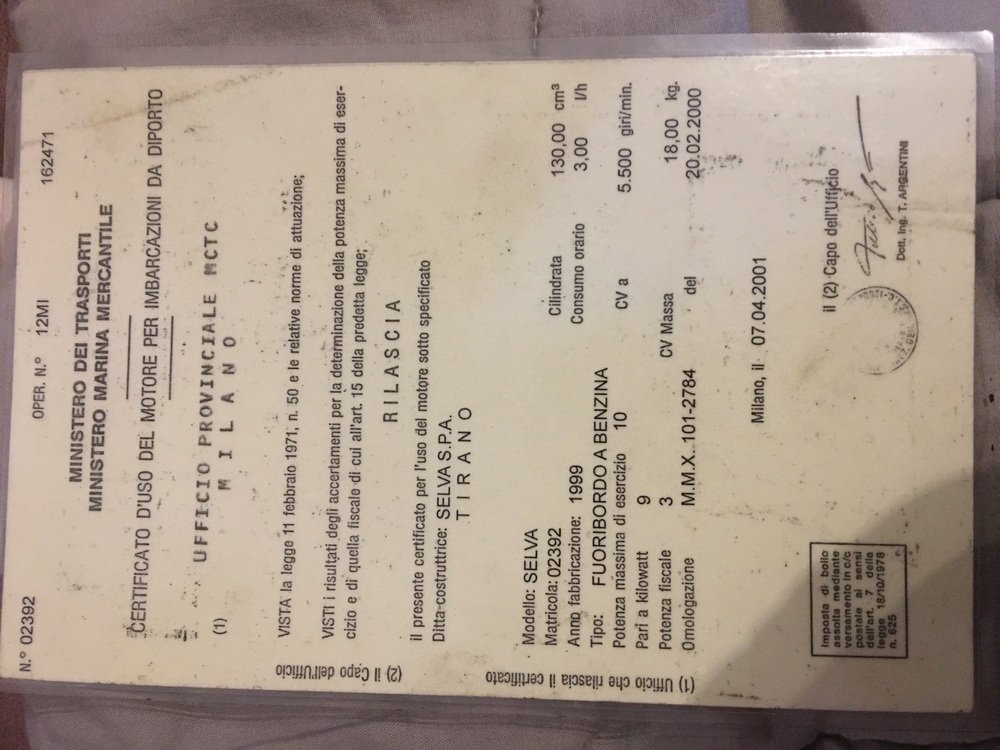 N.° 02392 OPER. N.° 12MI 162471
MINISTERO DEI TRASPORTI
MINISTERO MARINA MERCANTILE
CERTIFICATO D'USO DEL MOTORE PER IMBARCAZIONI DA DIPORTO
(1) UFFICIO PROVINCIALE MCTC
M I L A N O
VISTA la legge 11 febbraio 1971, n. 50 e le relative norme di attuazione;
VISTI i risultati degli accertamenti per la determinazione della potenza massima di eser-
cizio e di quella fiscale di cui all'art. 15 della predetta legge;
R I L A S C I A
il presente certificato per l'uso del motore sotto specificato
Ditta-costruttrice: SELVA S.P.A.
T I R A N O
Modello: SELVA
Matricola: 02392 Cilindrata 130,00 cm³
Anno fabbricazione: 1999 Consumo orario 3,00 l/h
Tipo: FUORIBORDO A BENZINA
Potenza massima di esercizio 10 CV a 5.500 giri/min.
Pari a kilowatt 9
Potenza fiscale 3 CV Massa 18,00 kg.
Omologazione M.M.X. 101-2784 del 20.02.2000
Milano, il 07.04.2001
il (2) Capo dell'Ufficio
Dott. Ing. T. ARGENTINI
Imposta di bollo
assolta mediante
versamento in c/c
postale ai sensi
dell'art. 7 della
legge 18/10/1978
n. 625
(1) Ufficio che rilascia il certificato
(2) il Capo dell'Ufficio